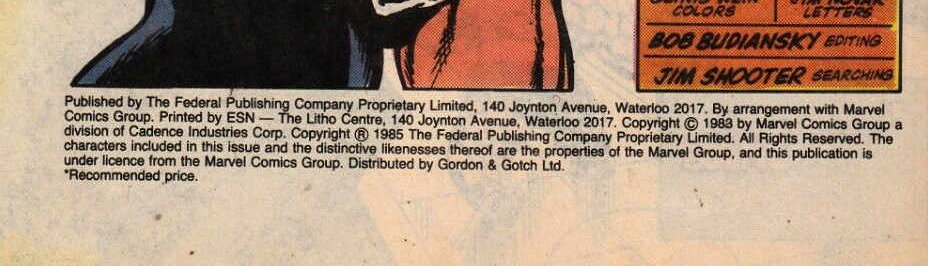 COLORS
LETTERS
BOB BUDIANSKY EDITING
JIM SHOOTER SEARCHING
Published by The Federal Publishing Company Proprietary Limited, 140 Joynton Avenue, Waterloo 2017. By arrangement with Marvel
Comics Group. Printed by ESN — The Litho Centre, 140 Joynton Avenue, Waterloo 2017. Copyright © 1983 by Marvel Comics Group a
division of Cadence Industries Corp. Copyright ® 1985 The Federal Publishing Company Proprietary Limited. All Rights Reserved. The
characters included in this issue and the distinctive likenesses thereof are the properties of the Marvel Group, and this publication is
under licence from the Marvel Comics Group. Distributed by Gordon & Gotch Ltd.
*Recommended price.